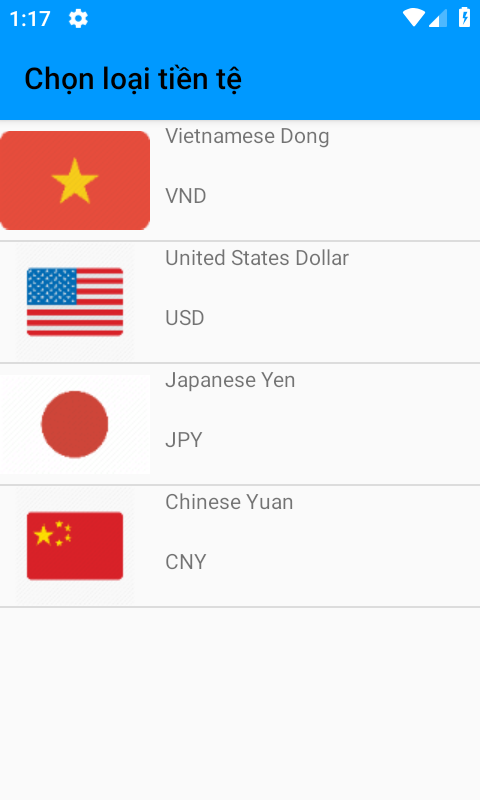 1:17
Chọn loại tiền tệ
Vietnamese Dong
VND
United States Dollar
USD
Japanese Yen
JPY
Chinese Yuan
CNY